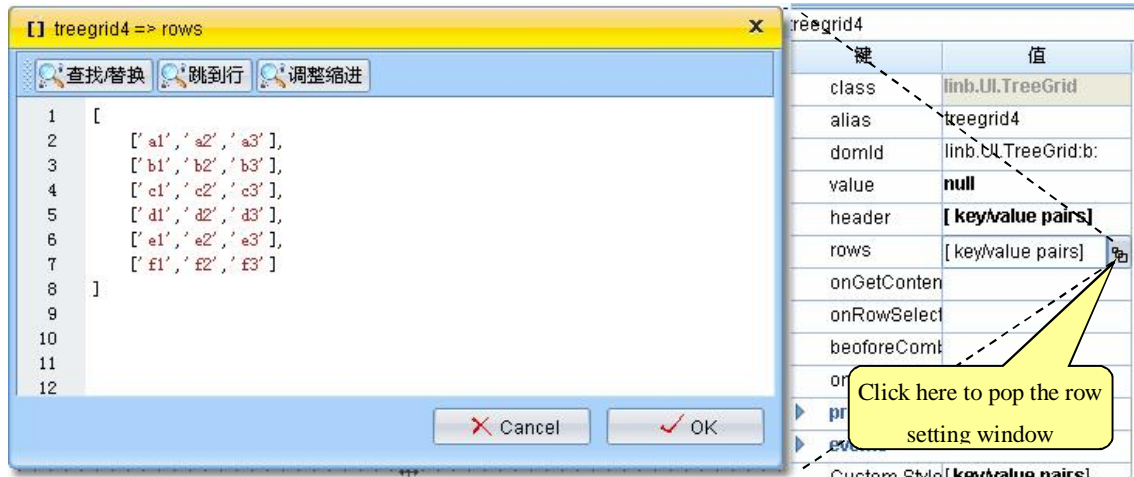 [] treegrid4 => rows x
查找/替换 跳到行 调整缩进
1 [
2 ['a1','a2','a3'],
3 ['b1','b2','b3'],
4 ['c1','c2','c3'],
5 ['d1','d2','d3'],
6 ['e1','e2','e3'],
7 ['f1','f2','f3']
8 ]
9
10
11
12
Cancel OK
treegrid4
键 值
class linb.UI.TreeGrid
alias treegrid4
domId linb.UI.TreeGrid:b:
value null
header [ key/value pairs]
rows [ key/value pairs]
onGetConten
onRowSelect
beoforeComb
Click here to pop the row
setting window
Custom Style [ key/value pairs]